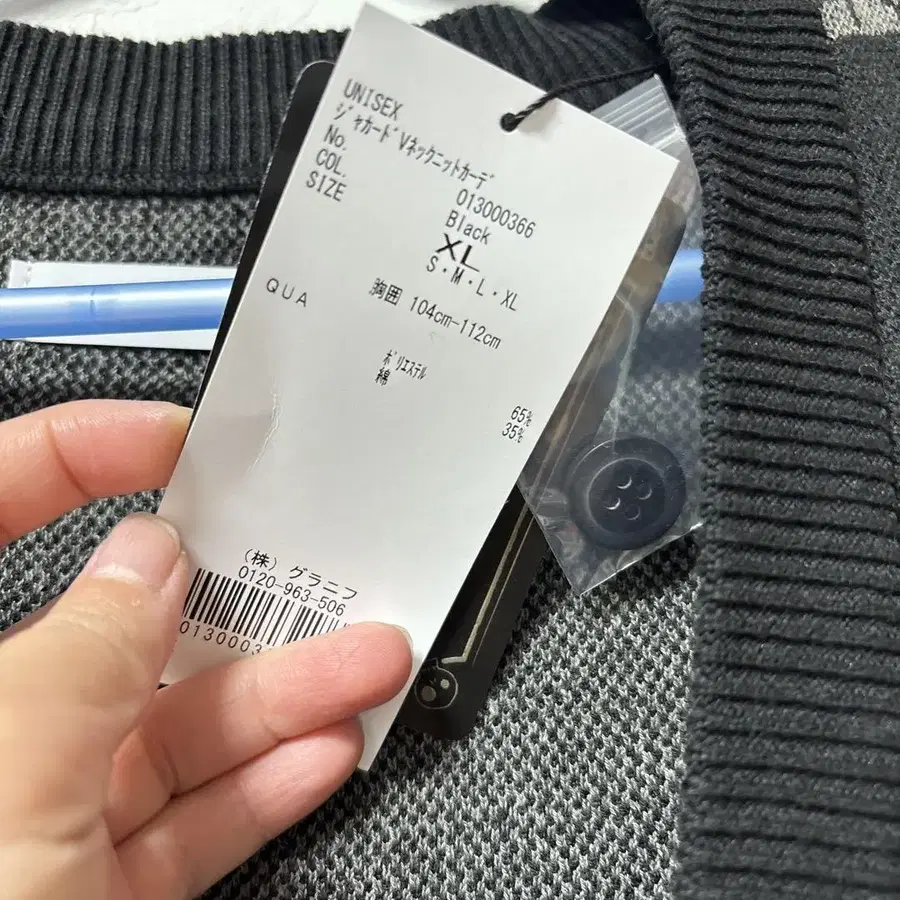 UNISEX
ｼﾞｬｶｰﾄﾞVネックニットカーデ
No. 013000366
COL. Black
SIZE XL
S・M・L・XL
胸囲 104cm-112cm
QUA
ﾎﾟﾘｴｽﾃﾙ 65%
綿 35%
(株) グラニフ
0120-963-506
0130003